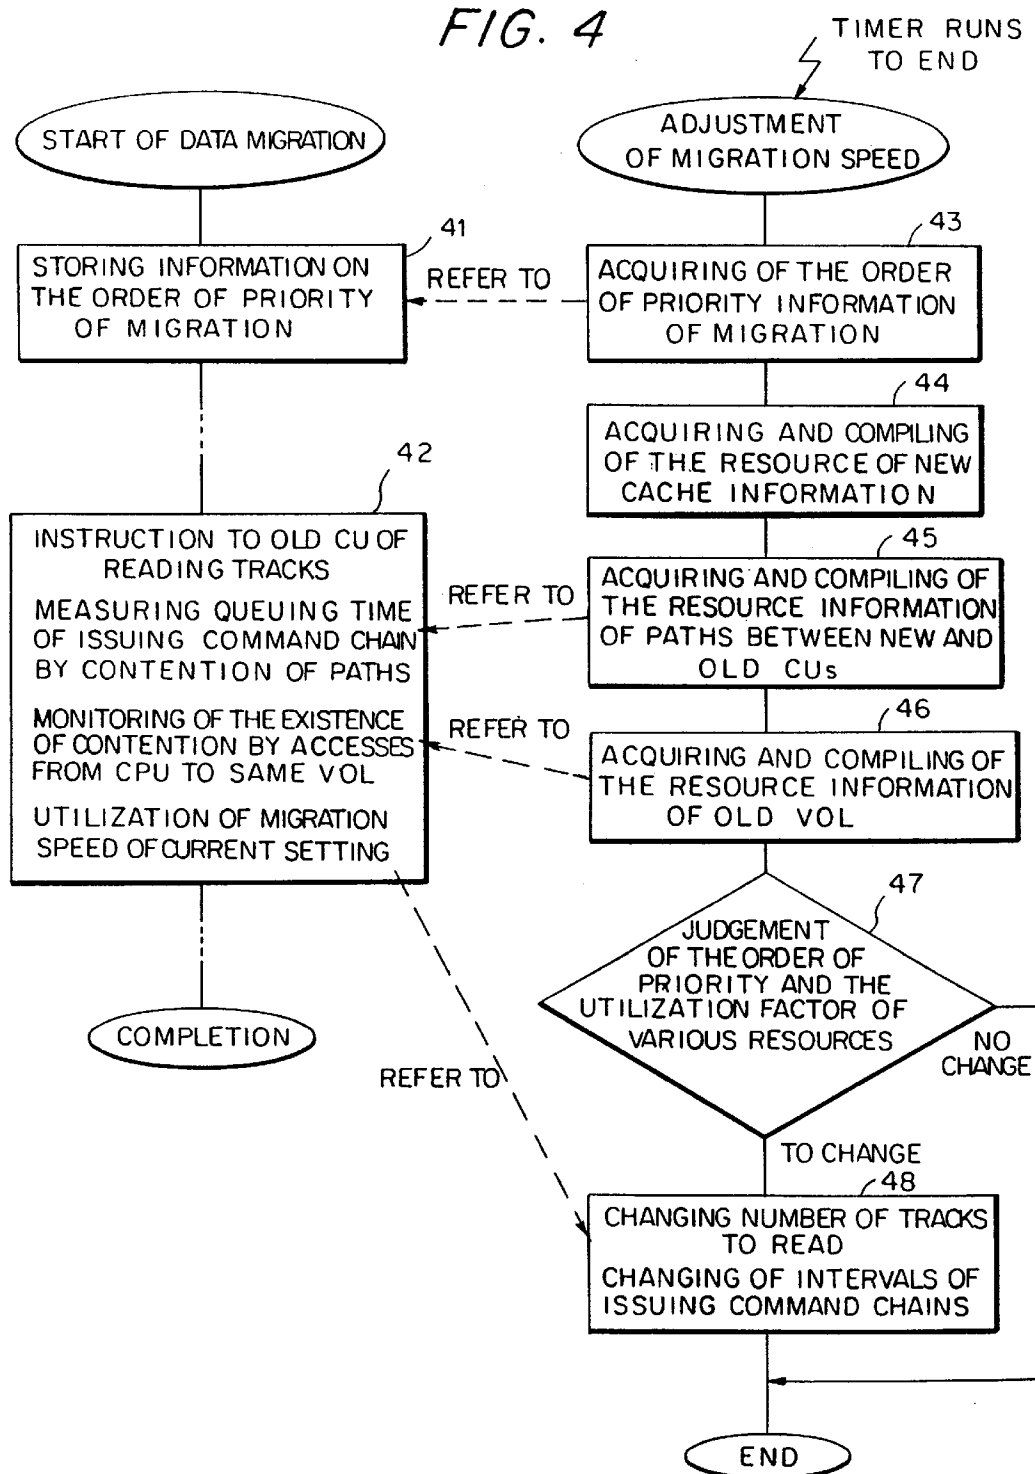 FIG. 4
TIMER RUNS
TO END
START OF DATA MIGRATION
ADJUSTMENT
OF MIGRATION SPEED
41
STORING INFORMATION ON
THE ORDER OF PRIORITY
OF MIGRATION
REFER TO
43
ACQUIRING OF THE ORDER
OF PRIORITY INFORMATION
OF MIGRATION
44
ACQUIRING AND COMPILING
OF THE RESOURCE OF NEW
CACHE INFORMATION
42
INSTRUCTION TO OLD CU OF
READING TRACKS
MEASURING QUEUING TIME
OF ISSUING COMMAND CHAIN
BY CONTENTION OF PATHS
MONITORING OF THE EXISTENCE
OF CONTENTION BY ACCESSES
FROM CPU TO SAME VOL
UTILIZATION OF MIGRATION
SPEED OF CURRENT SETTING
REFER TO
45
ACQUIRING AND COMPILING OF
THE RESOURCE INFORMATION
OF PATHS BETWEEN NEW AND
OLD CUs
REFER TO
46
ACQUIRING AND COMPILING OF
THE RESOURCE INFORMATION
OF OLD VOL
47
JUDGEMENT
OF THE ORDER OF
PRIORITY AND THE
UTILIZATION FACTOR OF
VARIOUS RESOURCES
NO
CHANGE
COMPLETION
REFER TO
TO CHANGE
48
CHANGING NUMBER OF TRACKS
TO READ
CHANGING OF INTERVALS OF
ISSUING COMMAND CHAINS
END